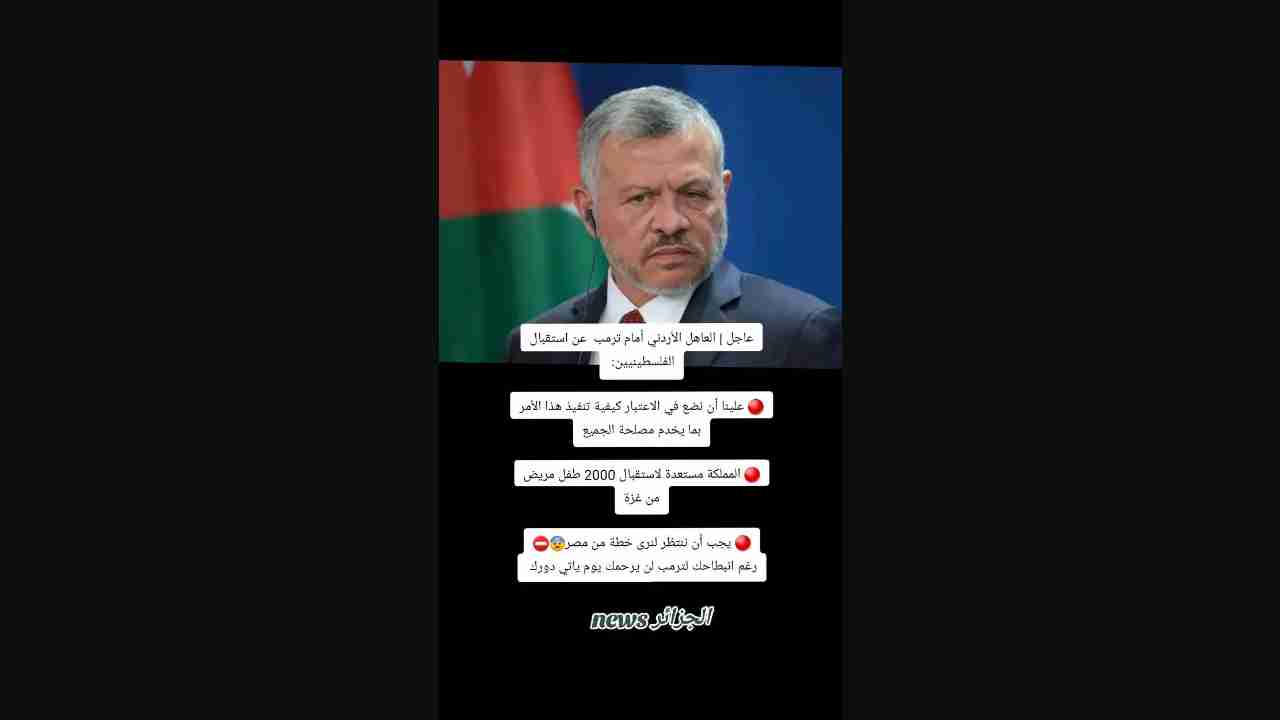 عاجل | العاهل الأردني أمام ترمب عن استقبال
الفلسطينيين:
🔴 علينا أن نضع في الاعتبار كيفية تنفيذ هذا الأمر
بما يخدم مصلحة الجميع
🔴 المملكة مستعدة لاستقبال 2000 طفل مريض
من غزة
🔴 يجب أن ننتظر لنرى خطة من مصر😨⛔
رغم انبطاحك لترمب لن يرحمك يوم ياتي دورك
الجزائر news